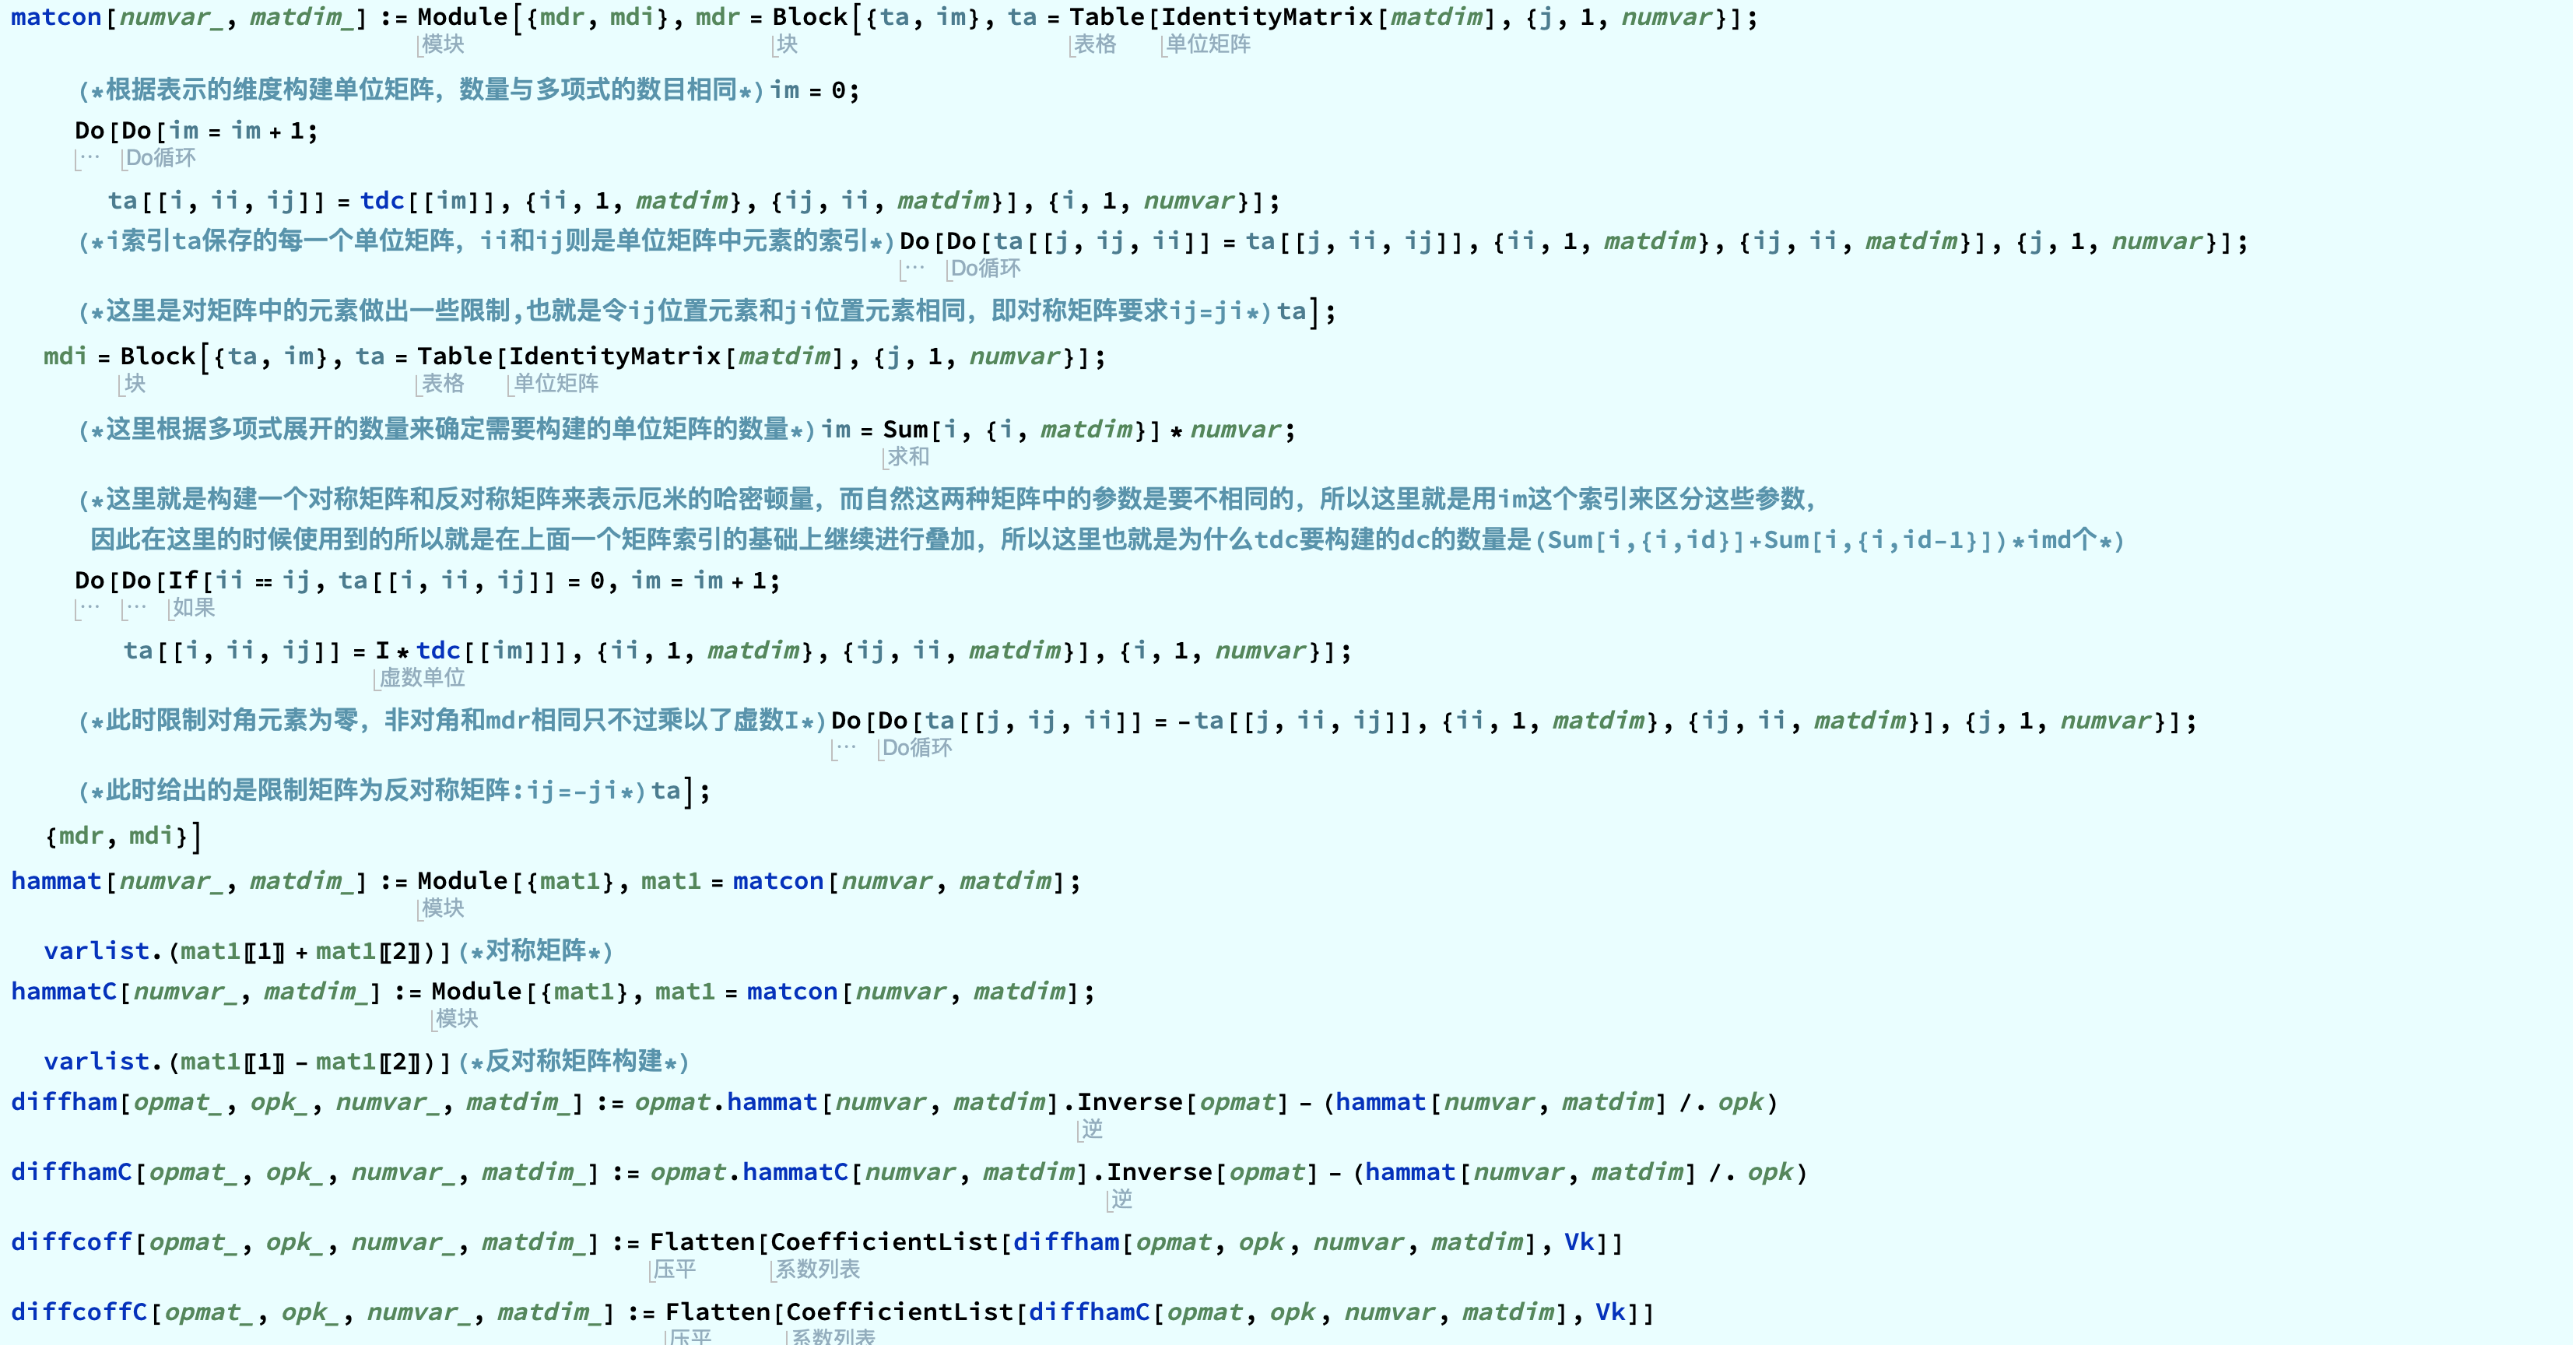 matcon[numvar_, matdim_] := Module[{mdr, mdi}, mdr = Block[{ta, im}, ta = Table[IdentityMatrix[matdim], {j, 1, numvar}];
模块 块 表格 单位矩阵
(*根据表示的维度构建单位矩阵，数量与多项式的数目相同*)im = 0;
Do[Do[im = im + 1;
⋯ Do循环
ta[[i, ii, ij]] = tdc[[im]], {ii, 1, matdim}, {ij, ii, matdim}], {i, 1, numvar}];
(*i索引ta保存的每一个单位矩阵，ii和ij则是单位矩阵中元素的索引*)Do[Do[ta[[j, ij, ii]] = ta[[j, ii, ij]], {ii, 1, matdim}, {ij, ii, matdim}], {j, 1, numvar}];
⋯ Do循环
(*这里是对矩阵中的元素做出一些限制,也就是令ij位置元素和ji位置元素相同，即对称矩阵要求ij=ji*)ta];
mdi = Block[{ta, im}, ta = Table[IdentityMatrix[matdim], {j, 1, numvar}];
块 表格 单位矩阵
(*这里根据多项式展开的数量来确定需要构建的单位矩阵的数量*)im = Sum[i, {i, matdim}] * numvar;
求和
(*这里就是构建一个对称矩阵和反对称矩阵来表示厄米的哈密顿量，而自然这两种矩阵中的参数是要不相同的，所以这里就是用im这个索引来区分这些参数，
因此在这里的时候使用到的所以就是在上面一个矩阵索引的基础上继续进行叠加，所以这里也就是为什么tdc要构建的dc的数量是(Sum[i,{i,id}]+Sum[i,{i,id-1}])*imd个*)
Do[Do[If[ii == ij, ta[[i, ii, ij]] = 0, im = im + 1;
⋯ ⋯ 如果
ta[[i, ii, ij]] = I * tdc[[im]]], {ii, 1, matdim}, {ij, ii, matdim}], {i, 1, numvar}];
虚数单位
(*此时限制对角元素为零，非对角和mdr相同只不过乘以了虚数I*)Do[Do[ta[[j, ij, ii]] = -ta[[j, ii, ij]], {ii, 1, matdim}, {ij, ii, matdim}], {j, 1, numvar}];
⋯ Do循环
(*此时给出的是限制矩阵为反对称矩阵:ij=-ji*)ta];
{mdr, mdi}]
hammat[numvar_, matdim_] := Module[{mat1}, mat1 = matcon[numvar, matdim];
模块
varlist.(mat1〚1〛 + mat1〚2〛)](*对称矩阵*)
hammatC[numvar_, matdim_] := Module[{mat1}, mat1 = matcon[numvar, matdim];
模块
varlist.(mat1〚1〛 - mat1〚2〛)](*反对称矩阵构建*)
diffham[opmat_, opk_, numvar_, matdim_] := opmat.hammat[numvar, matdim].Inverse[opmat] - (hammat[numvar, matdim] /. opk)
逆
diffhamC[opmat_, opk_, numvar_, matdim_] := opmat.hammatC[numvar, matdim].Inverse[opmat] - (hammat[numvar, matdim] /. opk)
逆
diffcoff[opmat_, opk_, numvar_, matdim_] := Flatten[CoefficientList[diffham[opmat, opk, numvar, matdim], Vk]]
压平 系数列表
diffcoffC[opmat_, opk_, numvar_, matdim_] := Flatten[CoefficientList[diffhamC[opmat, opk, numvar, matdim], Vk]]
压平 系数列表